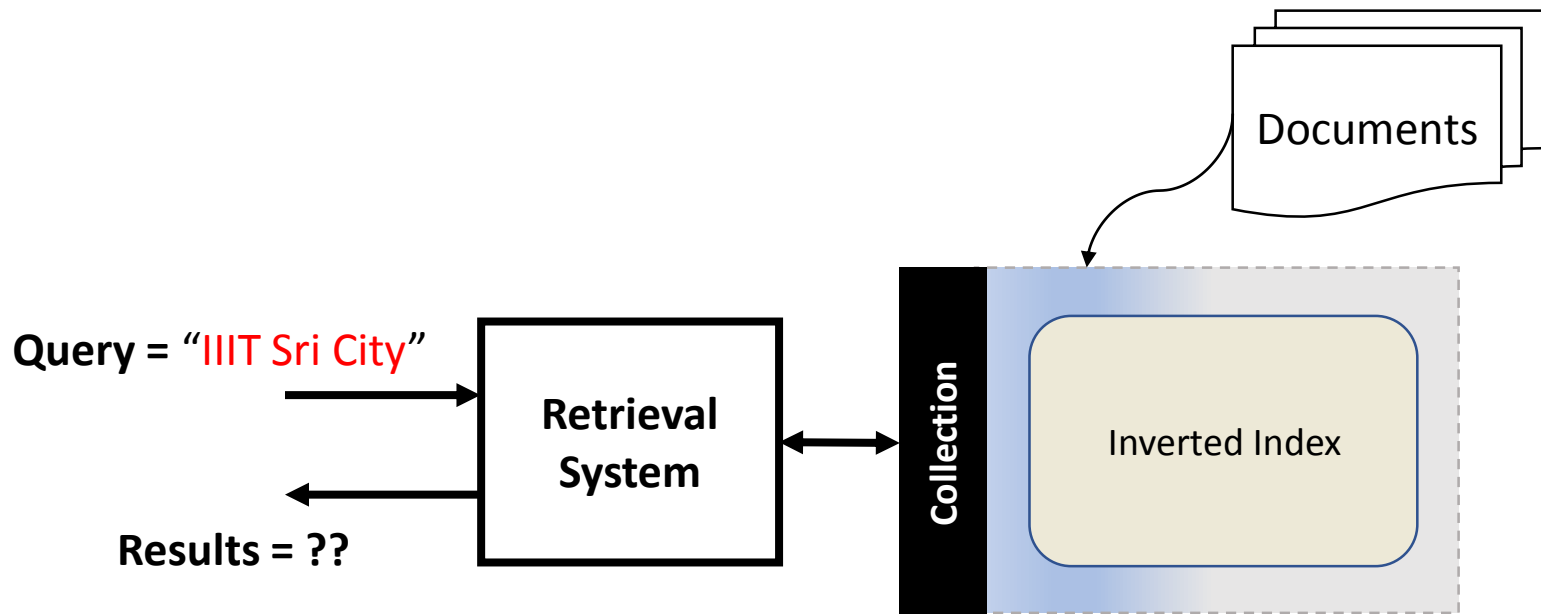 Documents
Query = “IIIT Sri City”
Retrieval
System
Collection
Inverted Index
Results = ??